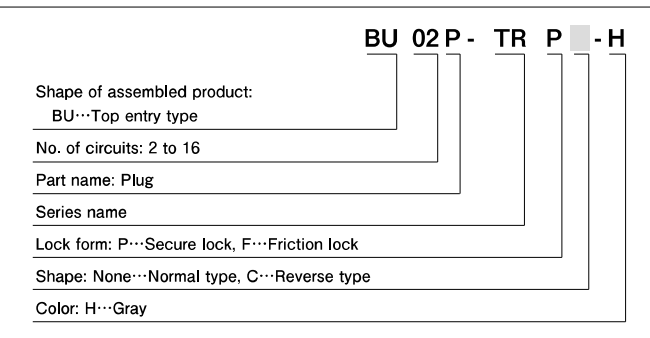 BU 02 P - TR P - H
Shape of assembled product:
BU···Top entry type
No. of circuits: 2 to 16
Part name: Plug
Series name
Lock form: P···Secure lock, F···Friction lock
Shape: None···Normal type, C···Reverse type
Color: H···Gray